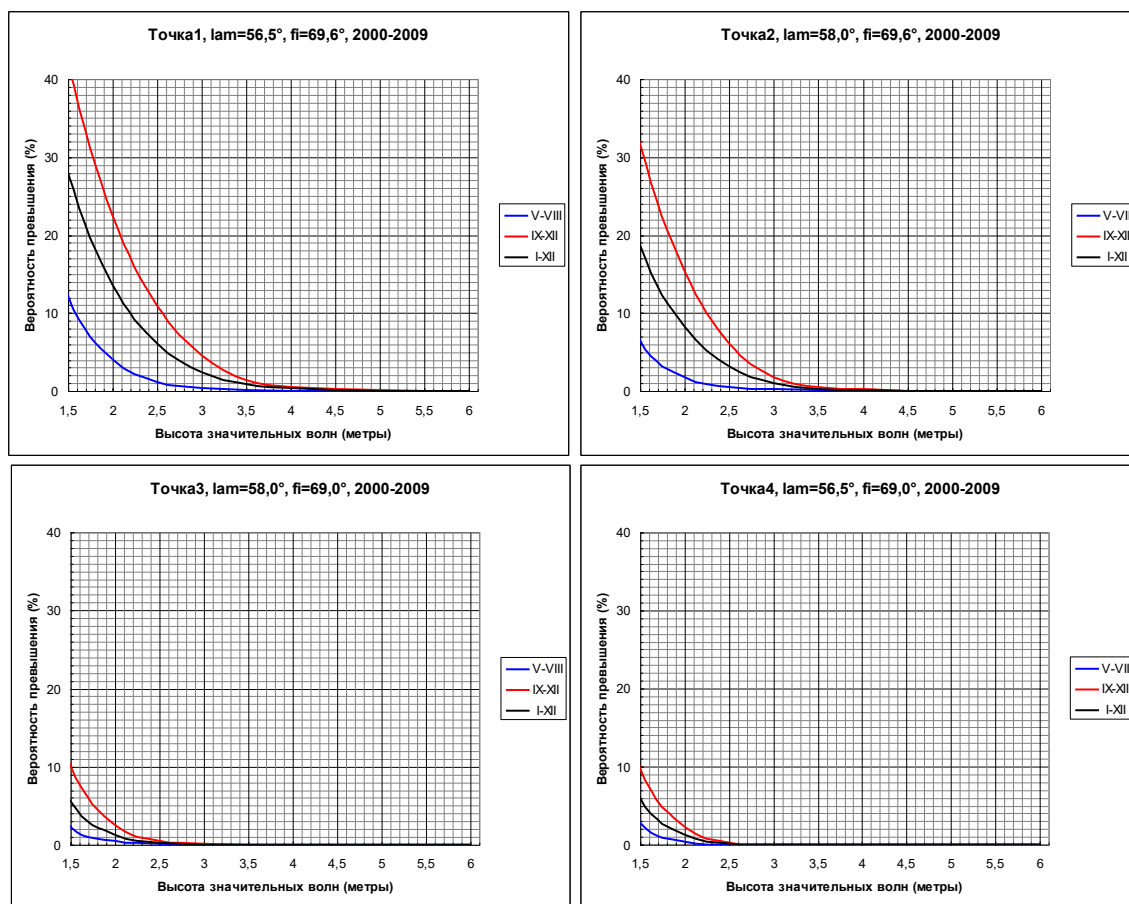 Точка1, lam=56,5°, fi=69,6°, 2000-2009
Вероятность превышения (%)
40
30
20
10
0
1,5 2 2,5 3 3,5 4 4,5 5 5,5 6
Высота значительных волн (метры)
V-VIII
IX-XII
I-XII
Точка2, lam=58,0°, fi=69,6°, 2000-2009
Вероятность превышения (%)
40
30
20
10
0
1,5 2 2,5 3 3,5 4 4,5 5 5,5 6
Высота значительных волн (метры)
V-VIII
IX-XII
I-XII
Точка3, lam=58,0°, fi=69,0°, 2000-2009
Вероятность превышения (%)
40
30
20
10
0
1,5 2 2,5 3 3,5 4 4,5 5 5,5 6
Высота значительных волн (метры)
V-VIII
IX-XII
I-XII
Точка4, lam=56,5°, fi=69,0°, 2000-2009
Вероятность превышения (%)
40
30
20
10
0
1,5 2 2,5 3 3,5 4 4,5 5 5,5 6
Высота значительных волн (метры)
V-VIII
IX-XII
I-XII